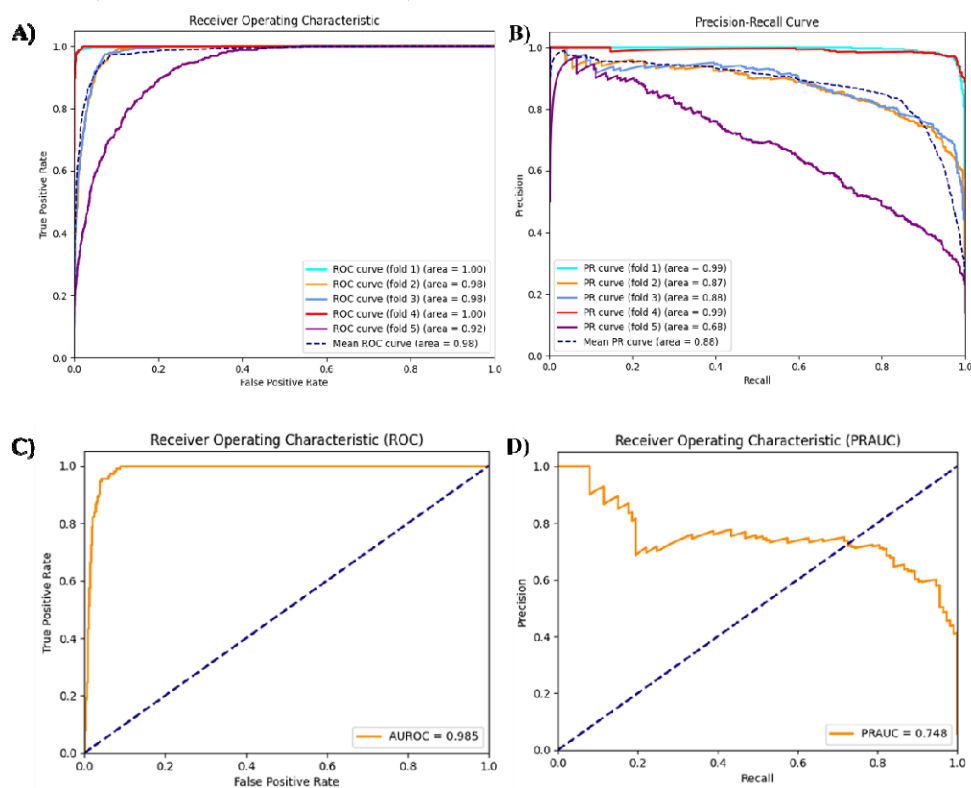 A)
Receiver Operating Characteristic
1.0
0.8
0.6
0.4
0.2
0.0
True Positive Rate
ROC curve (fold 1) (area = 1.00)
ROC curve (fold 2) (area = 0.98)
ROC curve (fold 3) (area = 0.98)
ROC curve (fold 4) (area = 1.00)
ROC curve (fold 5) (area = 0.92)
Mean ROC curve (area = 0.98)
0.0 0.2 0.4 0.6 0.8 1.0
False Positive Rate
B)
Precision-Recall Curve
1.0
0.8
0.6
0.4
0.2
0.0
Precision
PR curve (fold 1) (area = 0.99)
PR curve (fold 2) (area = 0.87)
PR curve (fold 3) (area = 0.88)
PR curve (fold 4) (area = 0.99)
PR curve (fold 5) (area = 0.68)
Mean PR curve (area = 0.88)
0.0 0.2 0.4 0.6 0.8 1.0
Recall
C)
Receiver Operating Characteristic (ROC)
1.0
0.8
0.6
0.4
0.2
0.0
True Positive Rate
AUROC = 0.985
0.0 0.2 0.4 0.6 0.8 1.0
False Positive Rate
D)
Receiver Operating Characteristic (PRAUC)
1.0
0.8
0.6
0.4
0.2
0.0
Precision
PRAUC = 0.748
0.0 0.2 0.4 0.6 0.8 1.0
Recall